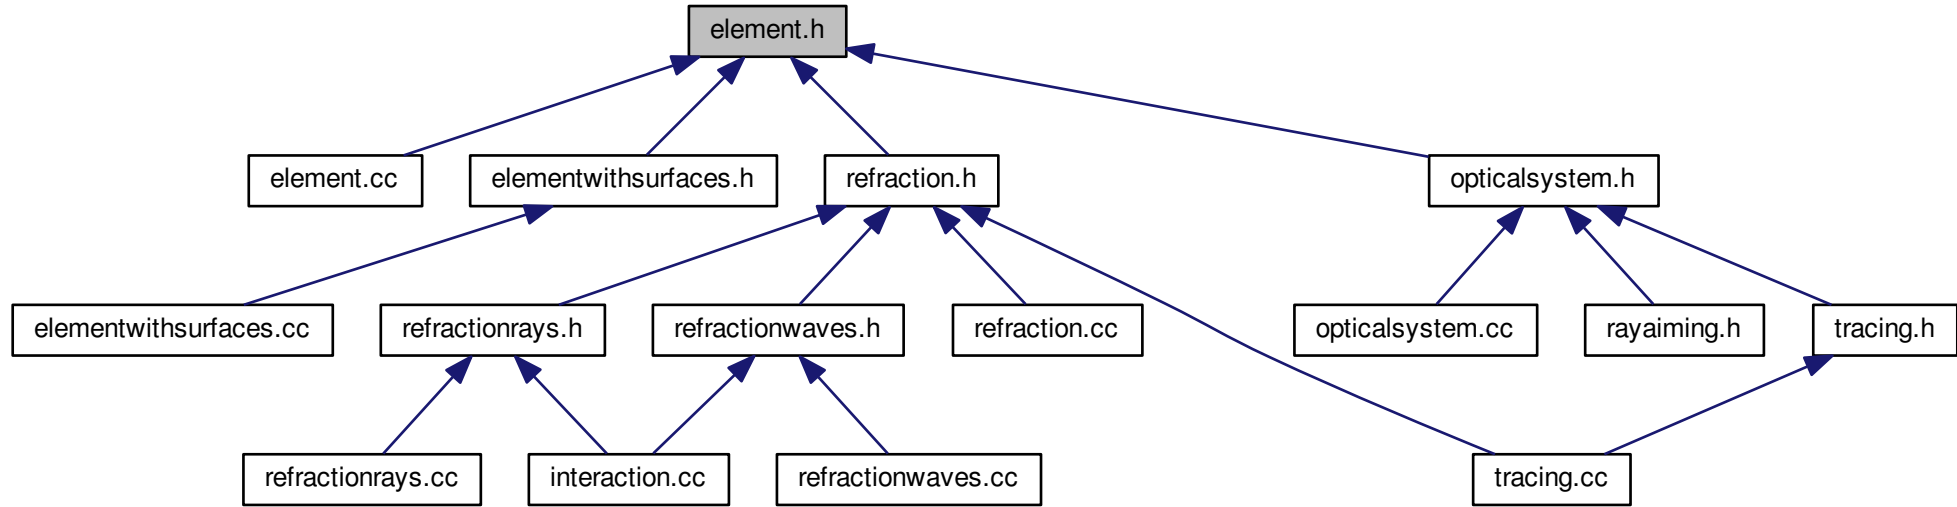 element.h
element.cc
elementwithsurfaces.h
refraction.h
opticalsystem.h
elementwithsurfaces.cc
refractionrays.h
refractionwaves.h
refraction.cc
opticalsystem.cc
rayaiming.h
tracing.h
refractionrays.cc
interaction.cc
refractionwaves.cc
tracing.cc